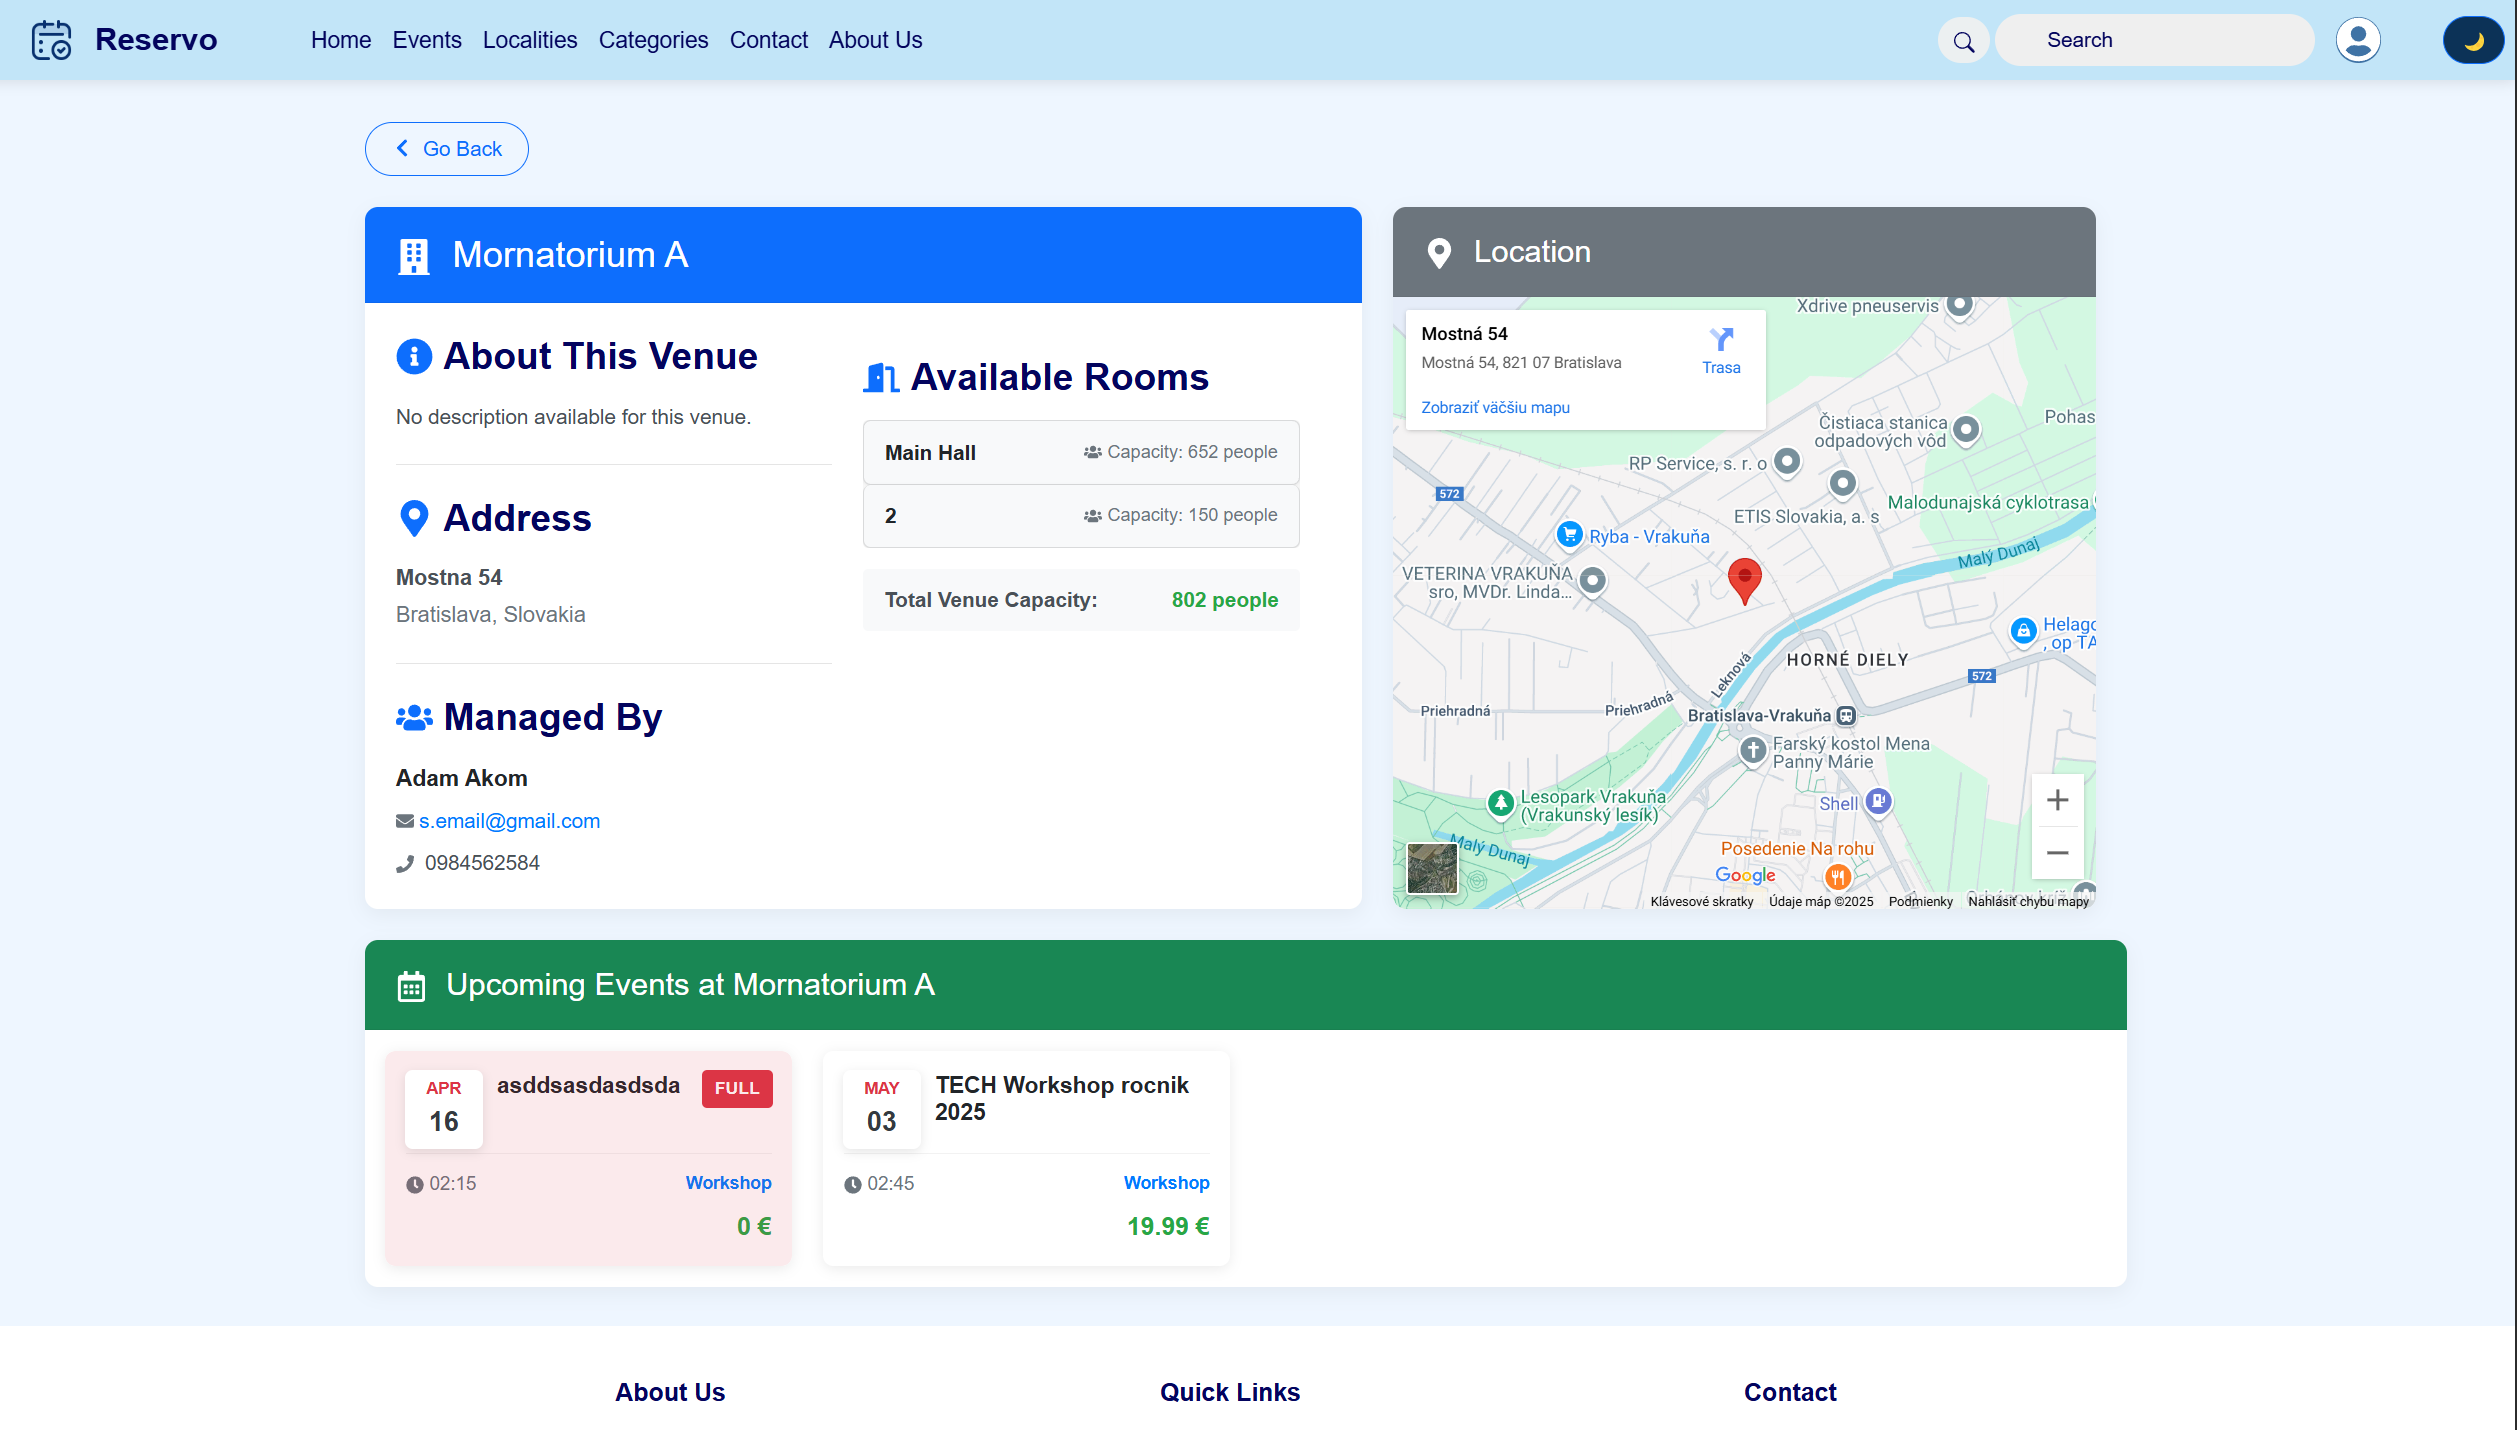 Reservo
Home Events Localities Categories Contact About Us
Search
Go Back
Mornatorium A
About This Venue
No description available for this venue.
Address
Mostna 54
Bratislava, Slovakia
Managed By
Adam Akom
s.email@gmail.com
0984562584
Available Rooms
Main Hall Capacity: 652 people
2 Capacity: 150 people
Total Venue Capacity: 802 people
Location
Mostná 54
Mostná 54, 821 07 Bratislava
Trasa
Zobraziť väčšiu mapu
Xdrive pneuservis
Čistiaca stanica
odpadových vôd
Pohas
RP Service, s. r. o
572
Malodunajská cyklotrasa
ETIS Slovakia, a. s
Ryba - Vrakuňa
Malý Dunaj
VETERINA VRAKUŇA
sro, MVDr. Linda...
Helago
, op TA
HORNÉ DIELY
572
Leknová
Priehradná
Priehradná
Bratislava-Vrakuňa
Farský kostol Mena
Panny Márie
Lesopark Vrakuňa
(Vrakunský lesík)
Shell
Malý Dunaj
Posedenie Na rohu
Google
Klávesové skratky Údaje máp ©2025 Podmienky Nahlásiť chybu mapy
Upcoming Events at Mornatorium A
APR
16
asddsasdasdsda
FULL
02:15
Workshop
0 €
MAY
03
TECH Workshop rocnik
2025
02:45
Workshop
19.99 €
About Us
Quick Links
Contact